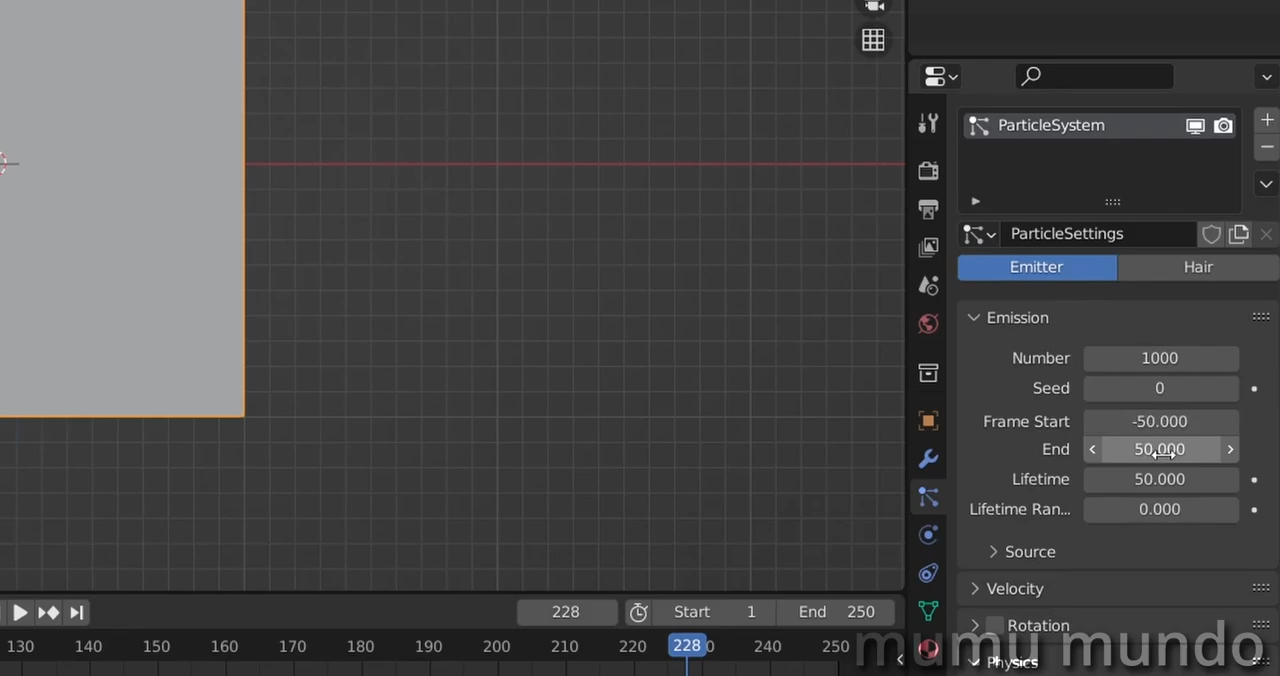 ParticleSystem
ParticleSettings
Emitter Hair
Emission
Number 1000
Seed 0
Frame Start -50.000
End 50.000
Lifetime 50.000
Lifetime Ran... 0.000
Source
Velocity
Rotation
Physics
228 Start 1 End 250
130 140 150 160 170 180 190 200 210 220 228 240 250
mumu mundo